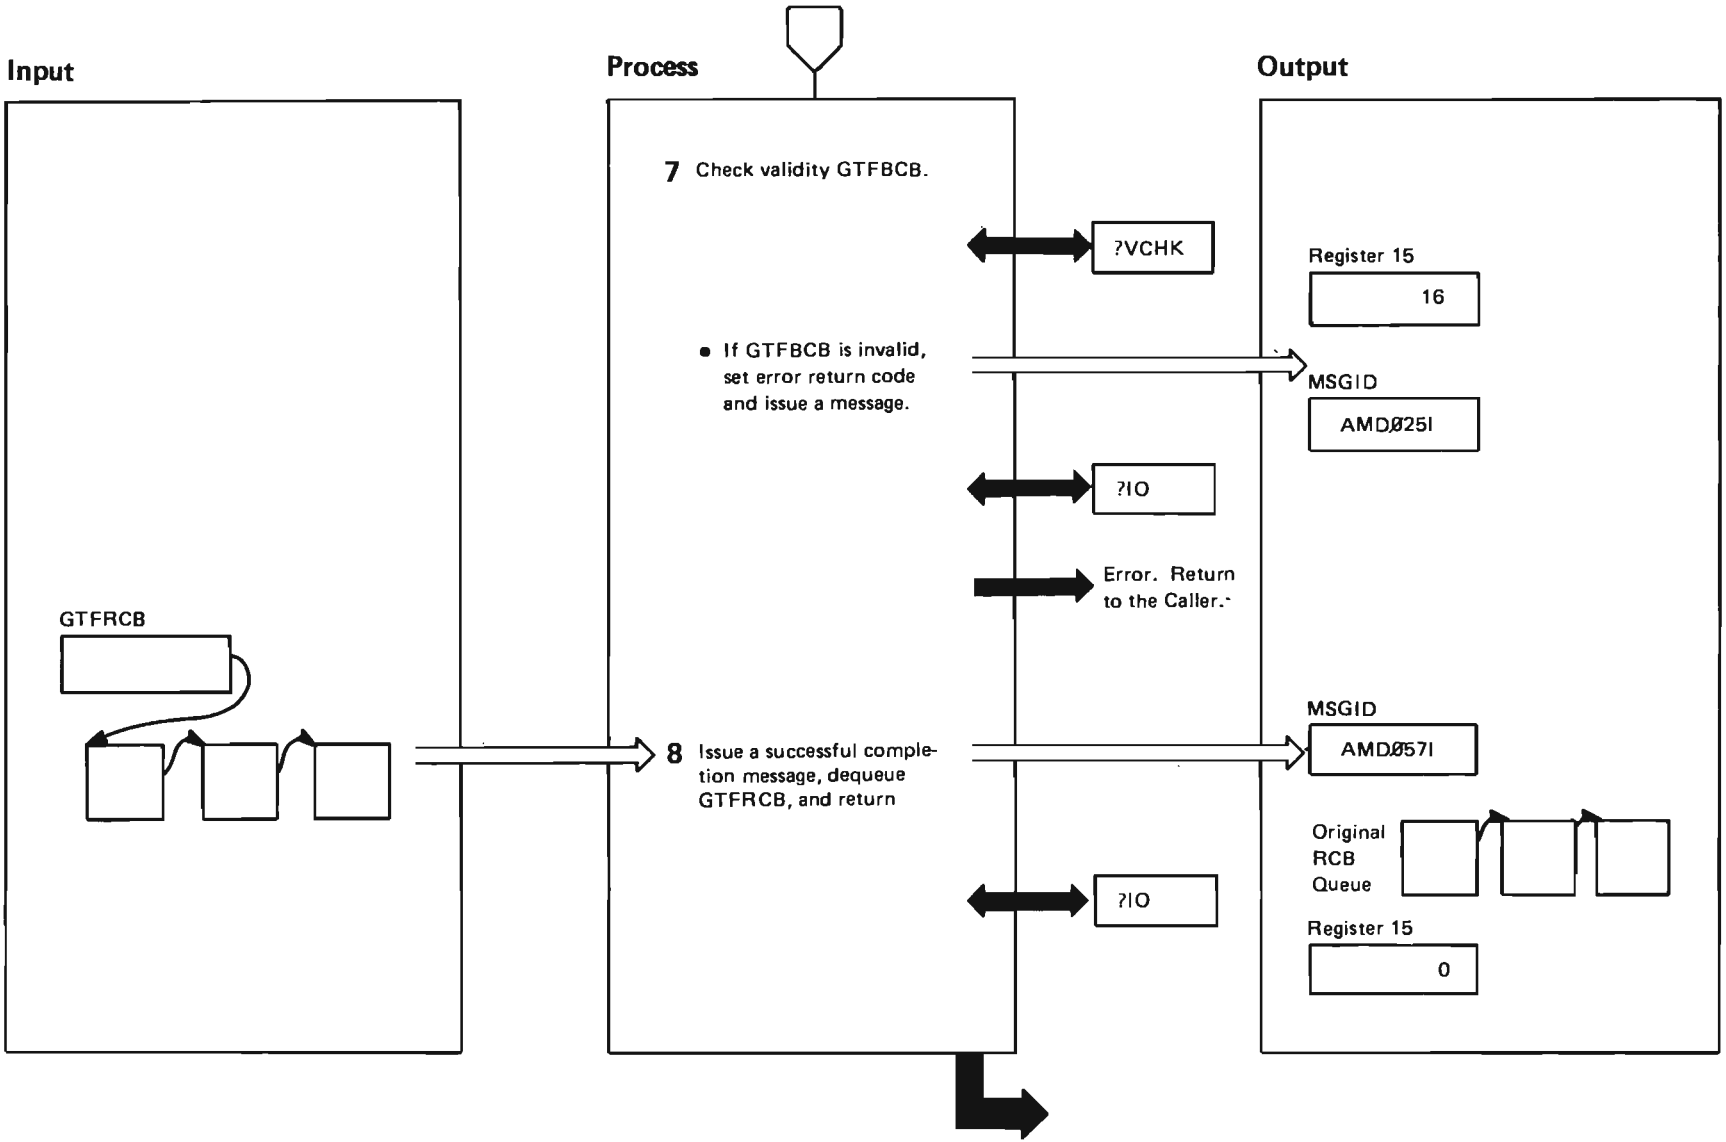 Input
Process
Output
7 Check validity GTFBCB.
?VCHK
Register 15
16
● If GTFBCB is invalid,
set error return code
and issue a message.
MSGID
AMDØ25I
?IO
Error. Return
to the Caller.
GTFRCB
8 Issue a successful comple-
tion message, dequeue
GTFRCB, and return
MSGID
AMDØ57I
Original
RCB
Queue
?IO
Register 15
0